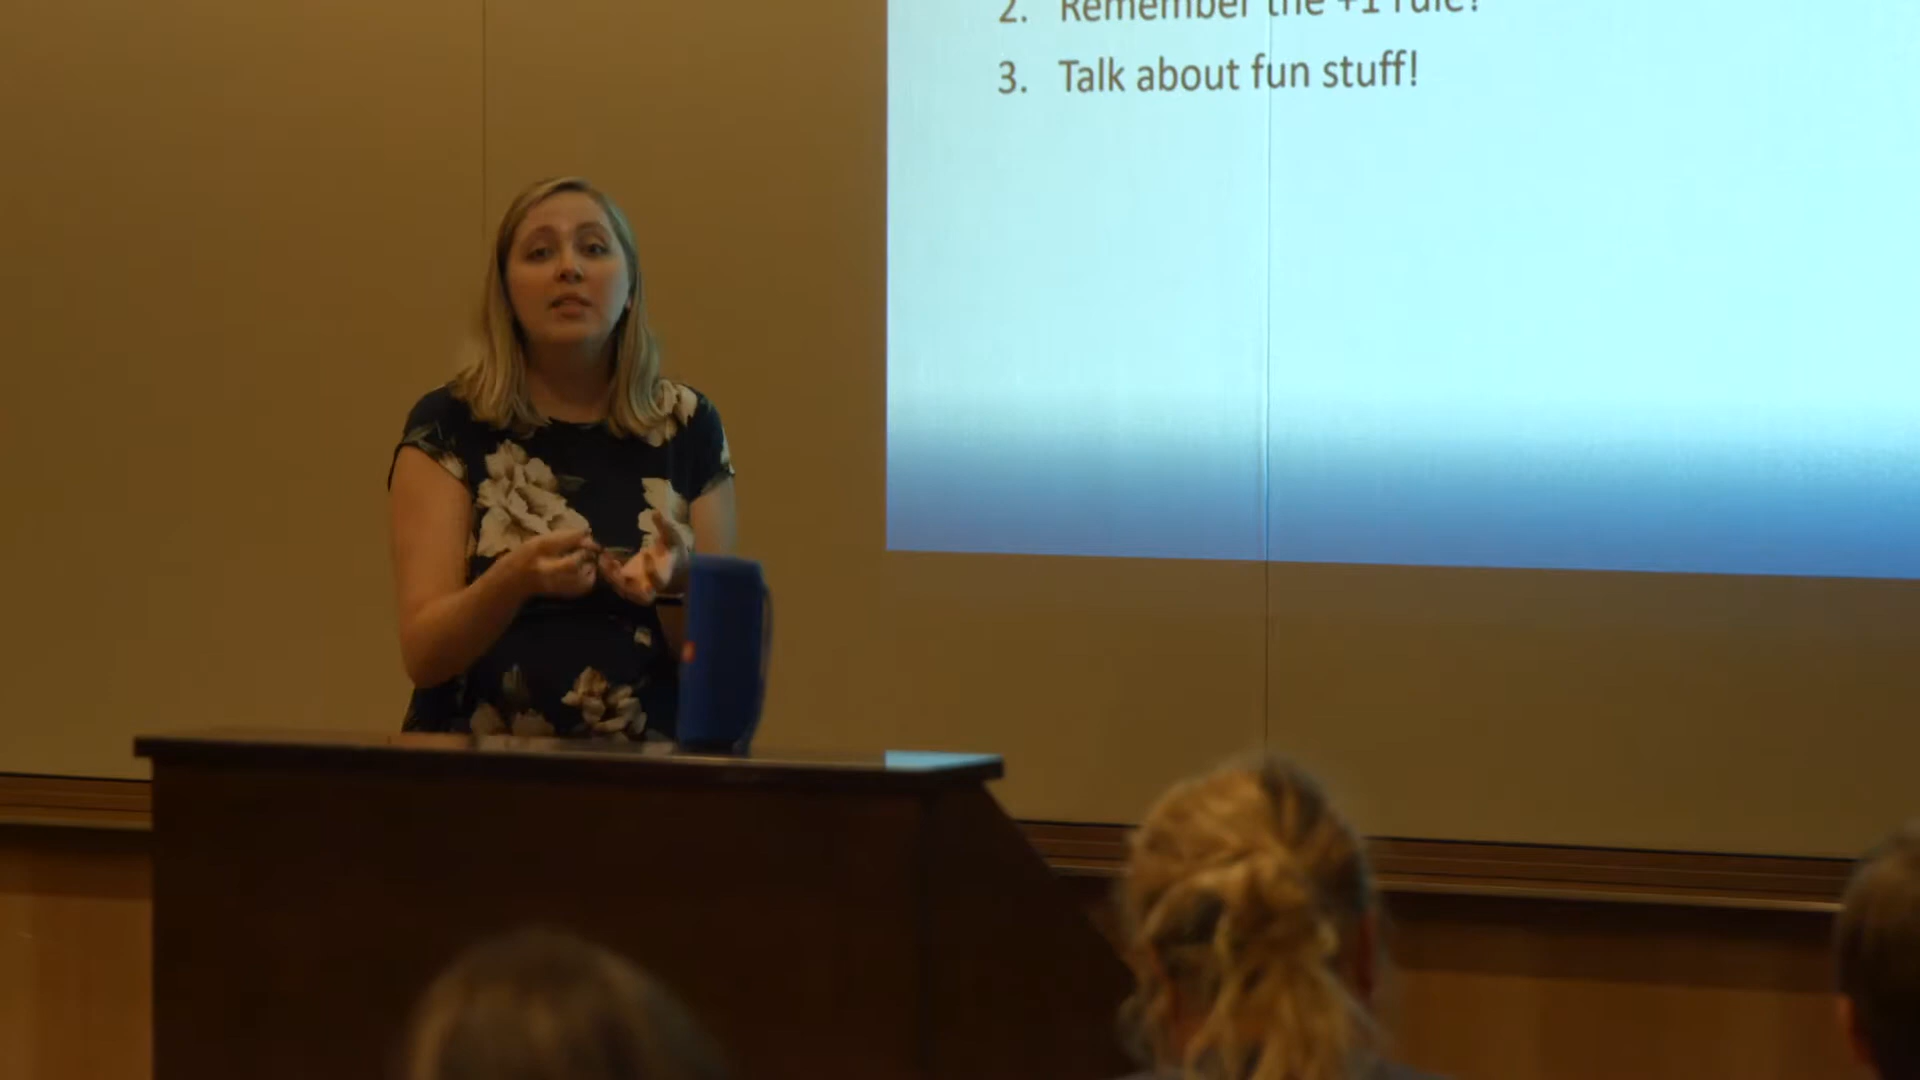 2. Remember the +1 rule!
3. Talk about fun stuff!